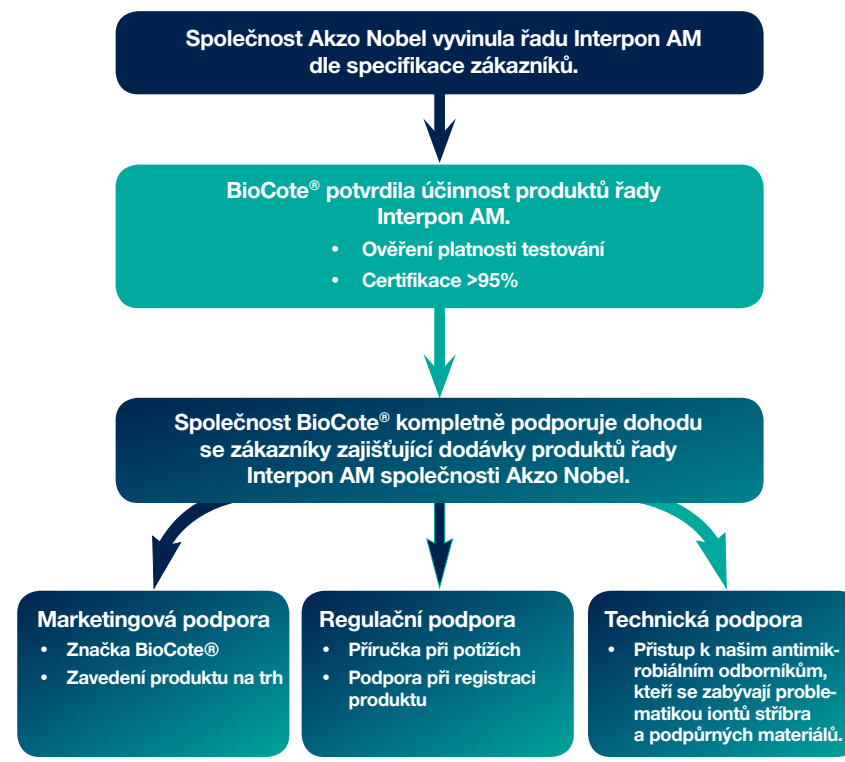 Společnost Akzo Nobel vyvinula řadu Interpon AM
dle specifikace zákazníků.
BioCote® potvrdila účinnost produktů řady
Interpon AM.
• Ověření platnosti testování
• Certifikace >95%
Společnost BioCote® kompletně podporuje dohodu
se zákazníky zajišťující dodávky produktů řady
Interpon AM společnosti Akzo Nobel.
Marketingová podpora
• Značka BioCote®
• Zavedení produktu na trh
Regulační podpora
• Příručka při potížích
• Podpora při registraci
produktu
Technická podpora
• Přistup k našim antimik-
robiálním odborníkům,
kteří se zabývají proble-
matikou iontů stříbra
a podpůrných materiálů.